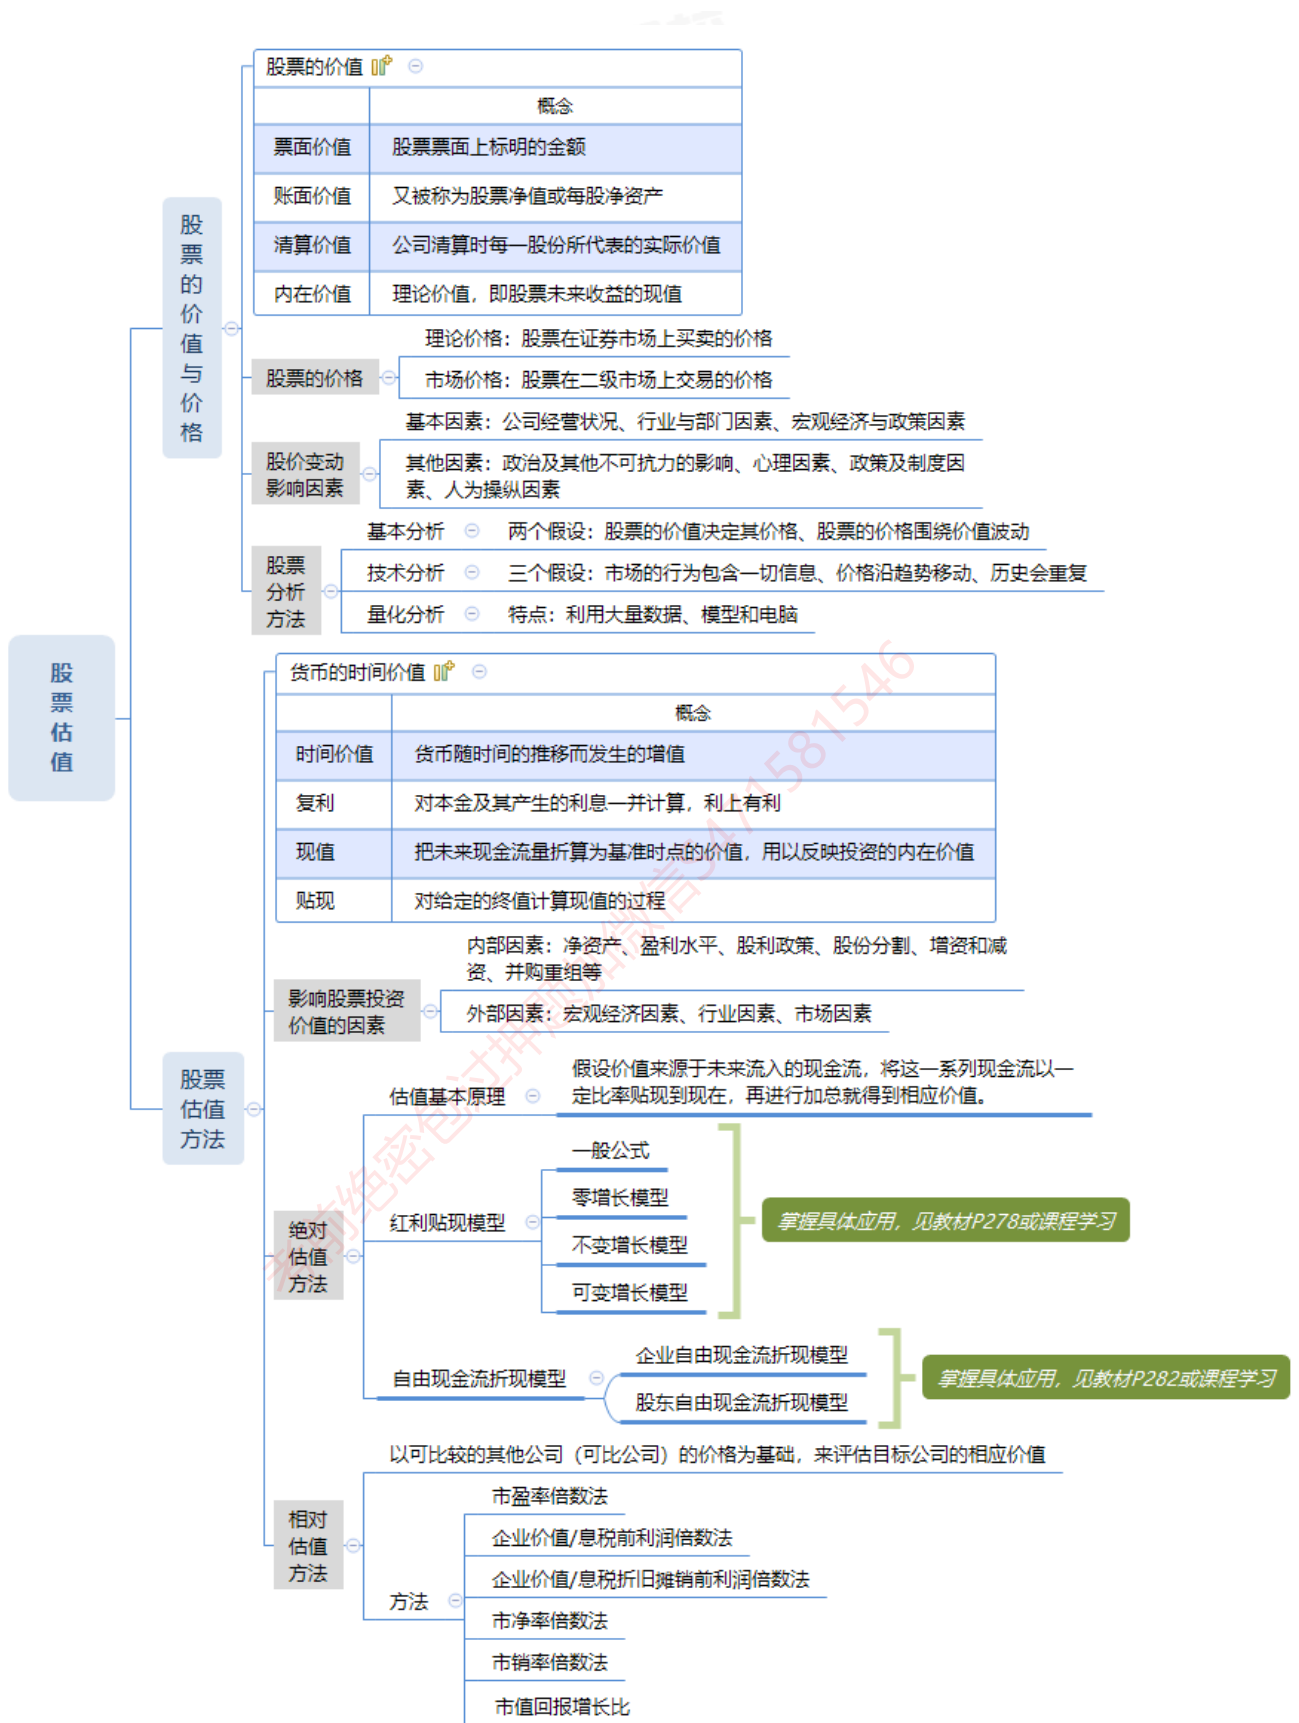 股票估值
股票的价值与价格
股票的价值
概念
票面价值 股票票面上标明的金额
账面价值 又被称为股票净值或每股净资产
清算价值 公司清算时每一股份所代表的实际价值
内在价值 理论价值，即股票未来收益的现值
股票的价格
理论价格：股票在证券市场上买卖的价格
市场价格：股票在二级市场上交易的价格
股价变动
影响因素
基本因素：公司经营状况、行业与部门因素、宏观经济与政策因素
其他因素：政治及其他不可抗力的影响、心理因素、政策及制度因
素、人为操纵因素
股票
分析
方法
基本分析 两个假设：股票的价值决定其价格、股票的价格围绕价值波动
技术分析 三个假设：市场的行为包含一切信息、价格沿趋势移动、历史会重复
量化分析 特点：利用大量数据、模型和电脑
股票
估值
方法
货币的时间价值
概念
时间价值 货币随时间的推移而发生的增值
复利 对本金及其产生的利息一并计算，利上有利
现值 把未来现金流量折算为基准时点的价值，用以反映投资的内在价值
贴现 对给定的终值计算现值的过程
影响股票投资
价值的因素
内部因素：净资产、盈利水平、股利政策、股份分割、增资和减
资、并购重组等
外部因素：宏观经济因素、行业因素、市场因素
绝对
估值
方法
估值基本原理
假设价值来源于未来流入的现金流，将这一系列现金流以一
定比率贴现到现在，再进行加总就得到相应价值。
红利贴现模型
一般公式
零增长模型
不变增长模型
可变增长模型
掌握具体应用，见教材P278或课程学习
自由现金流折现模型
企业自由现金流折现模型
股东自由现金流折现模型
掌握具体应用，见教材P282或课程学习
相对
估值
方法
以可比较的其他公司（可比公司）的价格为基础，来评估目标公司的相应价值
方法
市盈率倍数法
企业价值/息税前利润倍数法
企业价值/息税折旧摊销前利润倍数法
市净率倍数法
市销率倍数法
市值回报增长比
考前绝密包过押题加微信5471581546